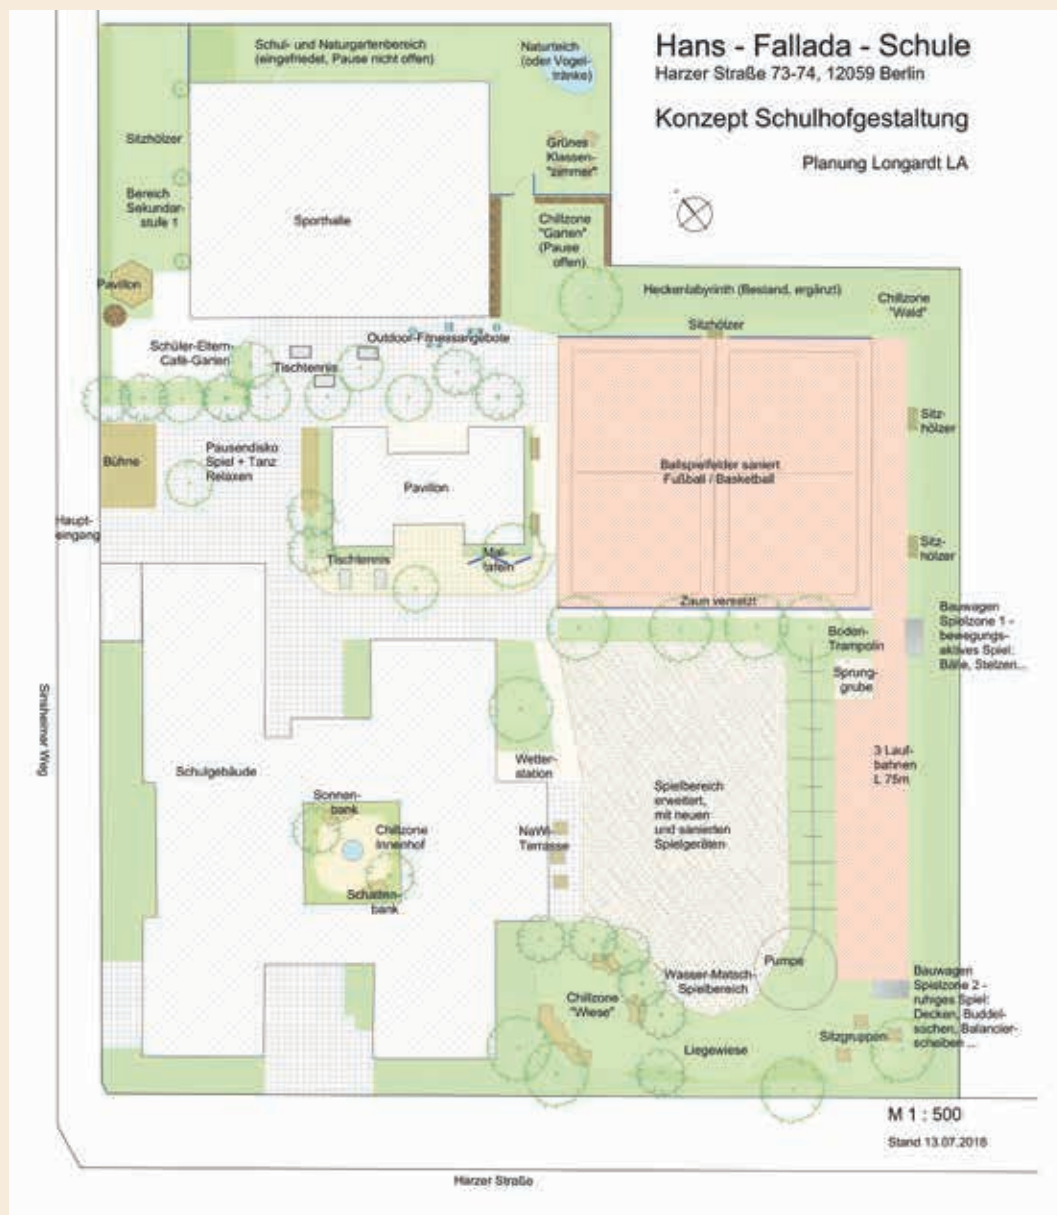 Hans - Fallada - Schule
Harzer Straße 73-74, 12059 Berlin
Konzept Schulhofgestaltung
Planung Longardt LA
Schul- und Naturgartenbereich
(eingefriedet, Pause nicht offen)
Naturteich
(oder Vogel-
tränke)
Sitzhölzer
Grünes
Klassen-
"zimmer"
Bereich
Sekundar-
stufe 1
Sporthalle
Chillzone
"Garten"
(Pause
offen)
Pavillon
Heckenlabyrinth (Bestand, ergänzt)
Chillzone
"Wald"
Sitzhölzer
Outdoor-Fitnessangebote
Schüler-Eltern-
Café-Garten
Tischtennis
Sitz-
hölzer
Bühne
Pausendisko
Spiel + Tanz
Relaxen
Pavillon
Ballspielfelder saniert
Fußball / Basketball
Haupt-
eingang
Sitz-
hölzer
Tischtennis
Mal-
tafeln
Zaun versetzt
Bauwagen
Spielzone 1 -
bewegungs-
aktives Spiel:
Bälle, Stelzen...
Boden-
Trampolin
Sprung-
grube
Sinsheimer Weg
Schulgebäude
Wetter-
station
3 Lauf-
bahnen
L 75m
Sonnen-
bank
Chillzone
Innenhof
Schatten-
bank
NaWi-
Terrasse
Spielbereich
erweitert,
mit neuen
und sanierten
Spielgeräten
Pumpe
Wasser-Matsch-
Spielbereich
Bauwagen
Spielzone 2 -
ruhiges Spiel:
Decken, Buddel-
sachen, Balancier-
scheiben ...
Chillzone
"Wiese"
Sitzgruppen
Liegewiese
M 1 : 500
Stand 13.07.2018
Harzer Straße